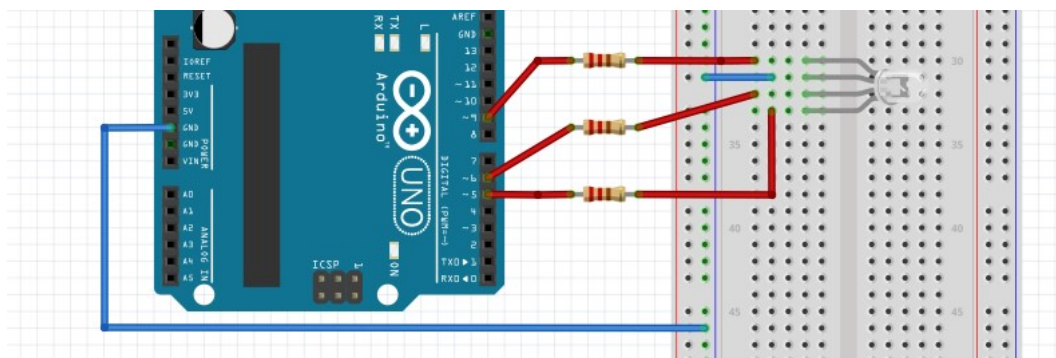 RX
TX
L
AREF
GND
13
12
~11
~10
~9
8
IOREF
RESET
3V3
5V
GND
GND
VIN
POWER
Arduino™
UNO
7
~6
~5
4
~3
2
TX0▶1
RX0◀0
DIGITAL (PWM=~)
A0
A1
A2
A3
A4
A5
ANALOG IN
ICSP
1
ON
30
30
35
35
40
40
45
45